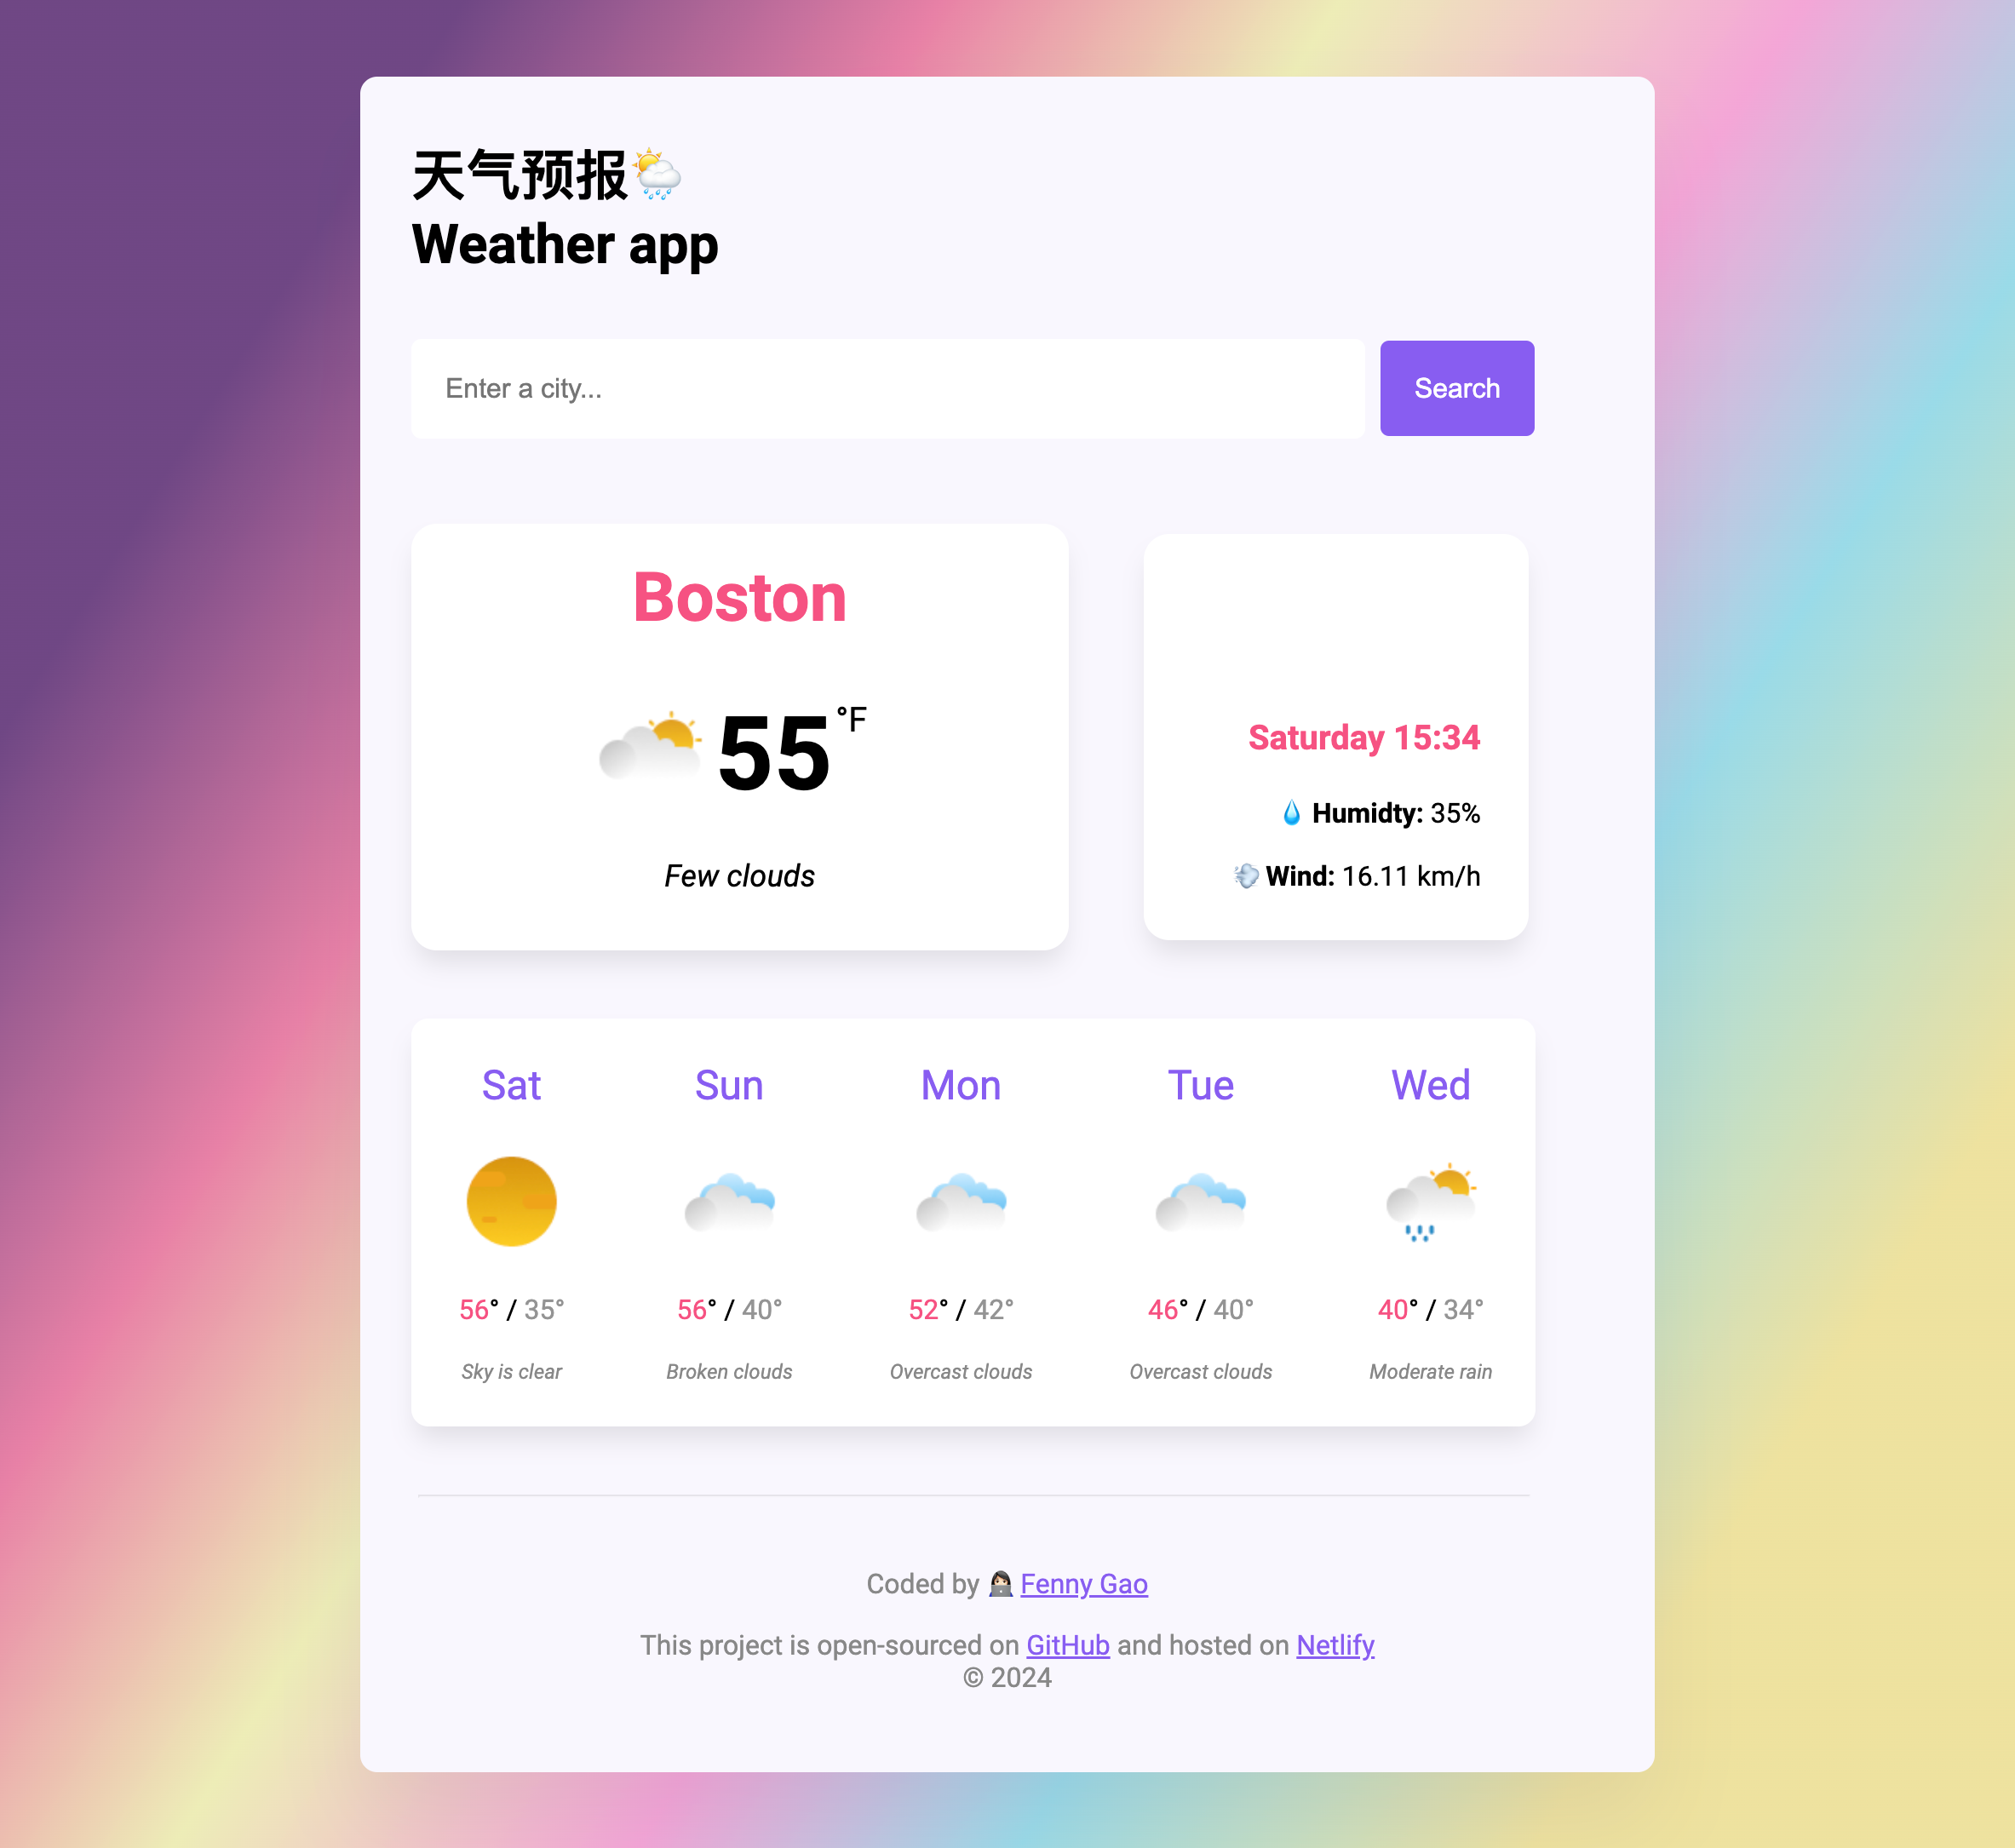 天气预报🌦️
Weather app
Enter a city...
Search
Boston
55 °F
Few clouds
Saturday 15:34
💧 Humidty: 35%
💨 Wind: 16.11 km/h
Sat Sun Mon Tue Wed
56° / 35° 56° / 40° 52° / 42° 46° / 40° 40° / 34°
Sky is clear Broken clouds Overcast clouds Overcast clouds Moderate rain
Coded by 👩🏻‍💻 Fenny Gao
This project is open-sourced on GitHub and hosted on Netlify
© 2024